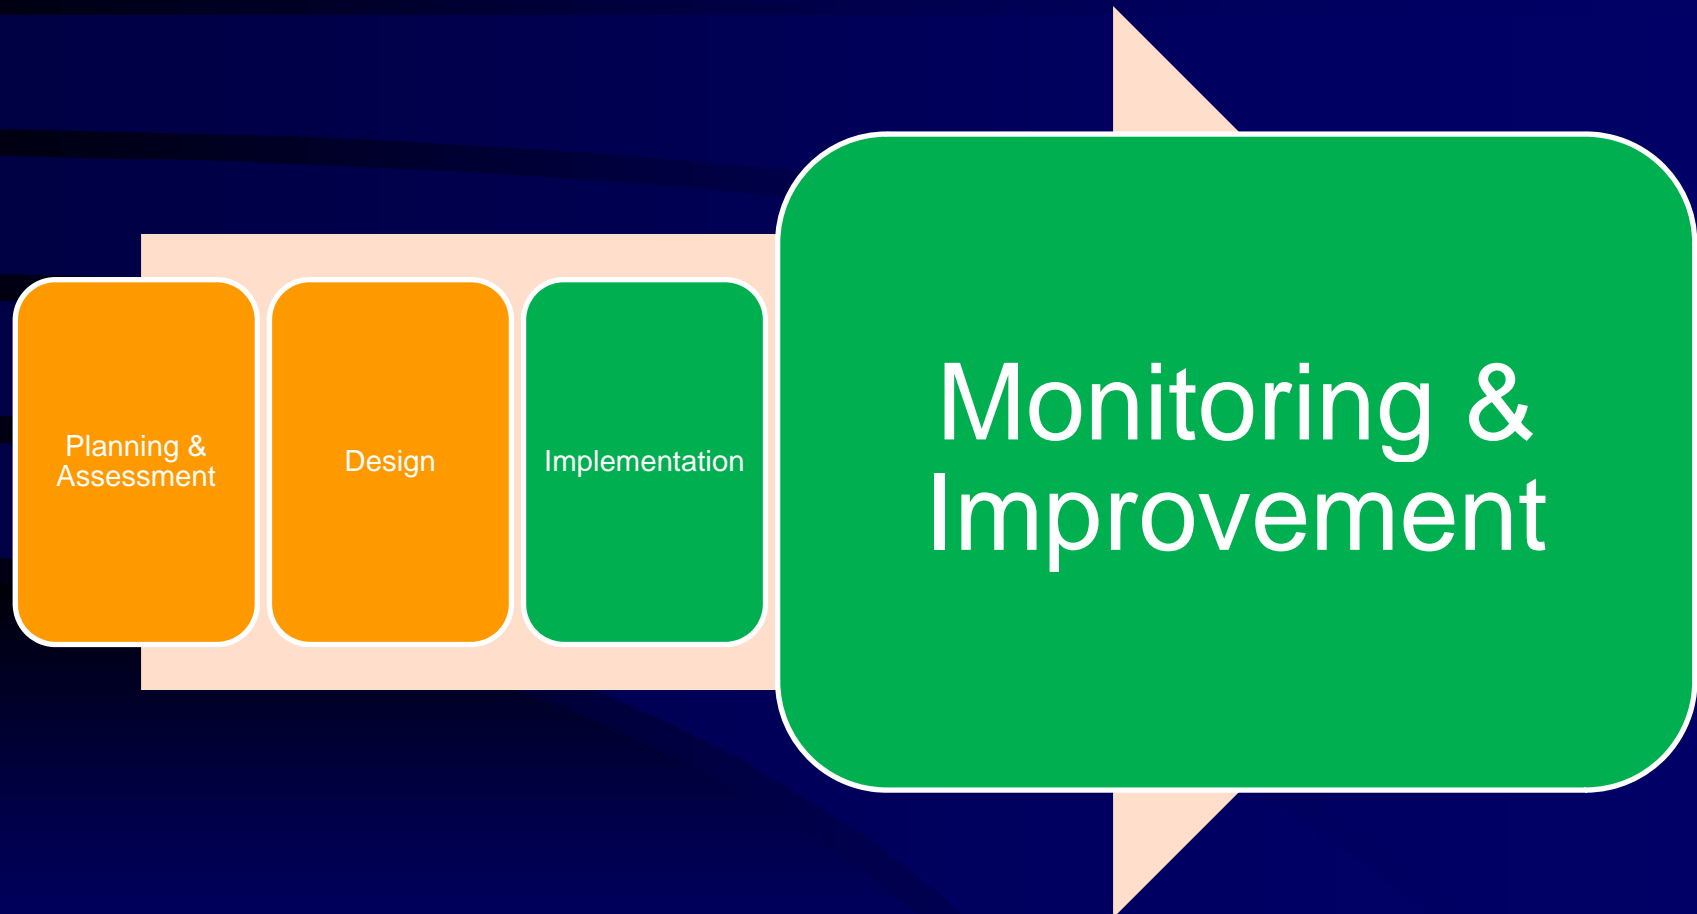 Planning &
Assessment
Design
Implementation
Monitoring &
Improvement